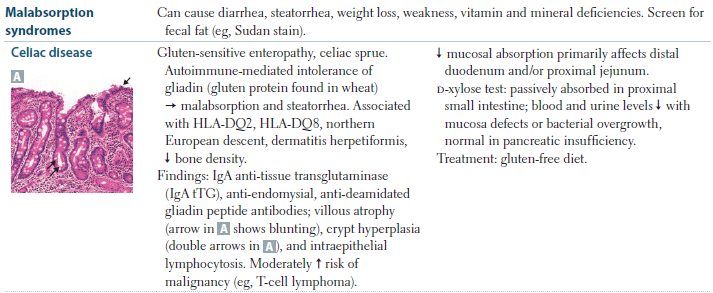 Malabsorption
syndromes
Can cause diarrhea, steatorrhea, weight loss, weakness, vitamin and mineral deficiencies. Screen for
fecal fat (eg, Sudan stain).
Celiac disease
A
Gluten-sensitive enteropathy, celiac sprue.
Autoimmune-mediated intolerance of
gliadin (gluten protein found in wheat)
→ malabsorption and steatorrhea. Associated
with HLA-DQ2, HLA-DQ8, northern
European descent, dermatitis herpetiformis,
↓ bone density.
Findings: IgA anti-tissue transglutaminase
(IgA tTG), anti-endomysial, anti-deamidated
gliadin peptide antibodies; villous atrophy
(arrow in A shows blunting), crypt hyperplasia
(double arrows in A), and intraepithelial
lymphocytosis. Moderately ↑ risk of
malignancy (eg, T-cell lymphoma).
↓ mucosal absorption primarily affects distal
duodenum and/or proximal jejunum.
D-xylose test: passively absorbed in proximal
small intestine; blood and urine levels ↓ with
mucosa defects or bacterial overgrowth,
normal in pancreatic insufficiency.
Treatment: gluten-free diet.